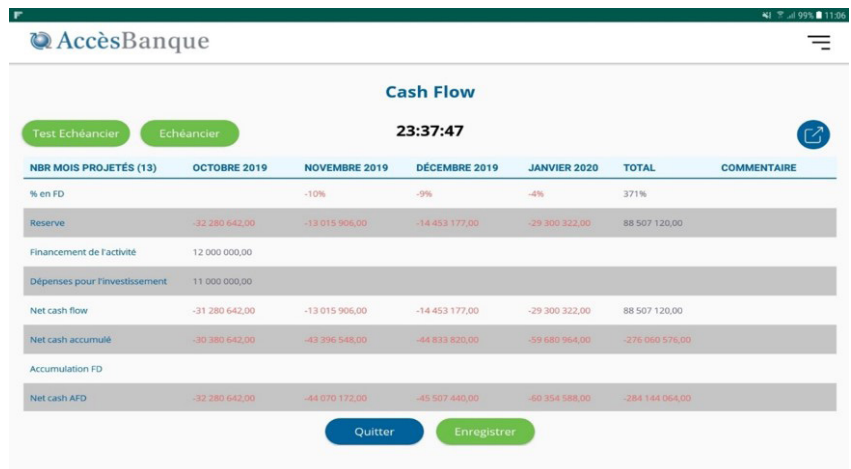 99% 11:06
AccèsBanque
Cash Flow
Test Echéancier Echéancier 23:37:47
NBR MOIS PROJETÉS (13) OCTOBRE 2019 NOVEMBRE 2019 DÉCEMBRE 2019 JANVIER 2020 TOTAL COMMENTAIRE
% en FD -10% -9% -4% 371%
Reserve -32 280 642,00 -13 015 906,00 -14 453 177,00 -29 300 322,00 88 507 120,00
Financement de l'activité 12 000 000,00
Dépenses pour l'investissement 11 000 000,00
Net cash flow -31 280 642,00 -13 015 906,00 -14 453 177,00 -29 300 322,00 88 507 120,00
Net cash accumulé -30 380 642,00 -43 396 548,00 -44 833 820,00 -59 680 964,00 -276 060 576,00
Accumulation FD
Net cash AFD -32 280 642,00 -44 070 172,00 -45 507 440,00 -60 354 588,00 -284 144 064,00
Quitter Enregistrer